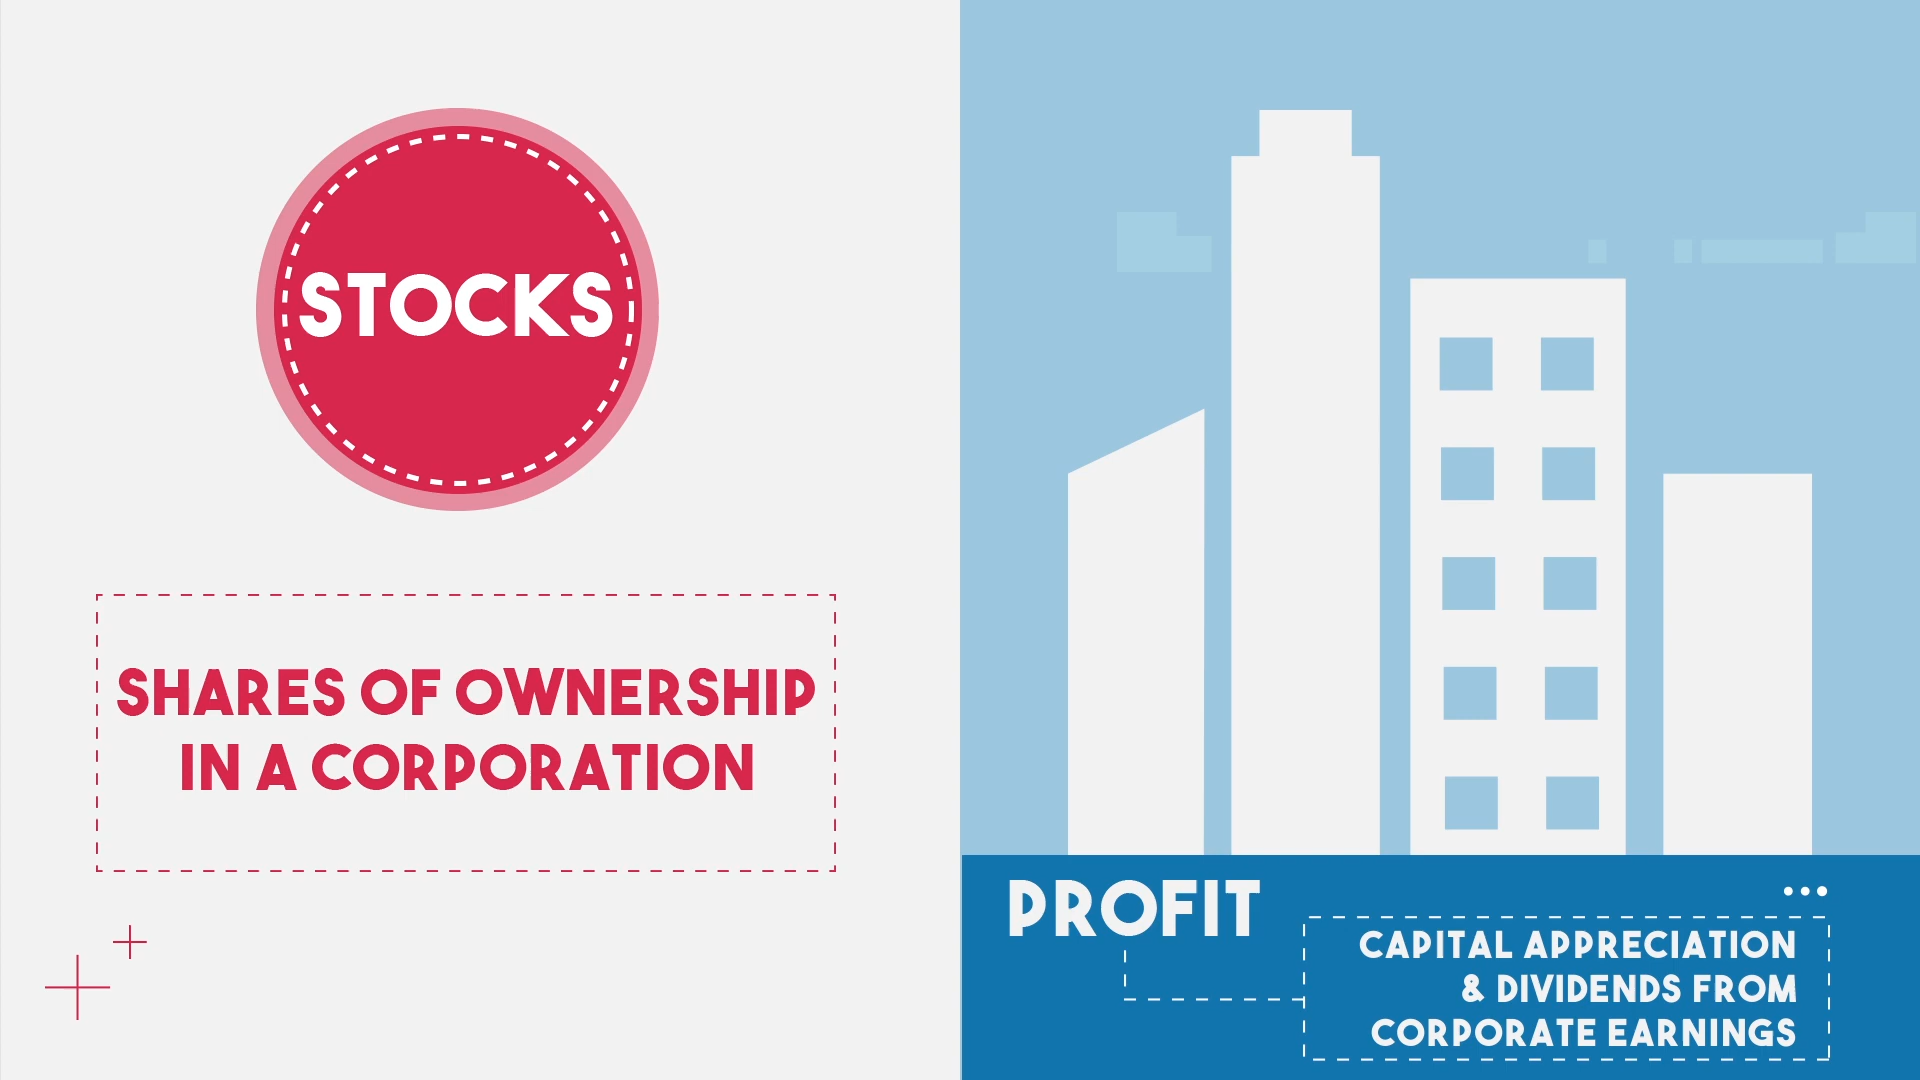 STOCKS
SHARES OF OWNERSHIP
IN A CORPORATION
PROFIT
CAPITAL APPRECIATION
& DIVIDENDS FROM
CORPORATE EARNINGS